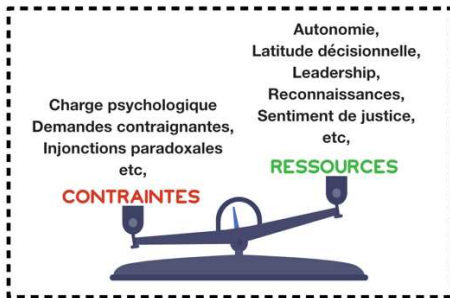 Charge psychologique
Demandes contraignantes,
Injonctions paradoxales
etc,
CONTRAINTES
Autonomie,
Latitude décisionnelle,
Leadership,
Reconnaissances,
Sentiment de justice,
etc,
RESSOURCES